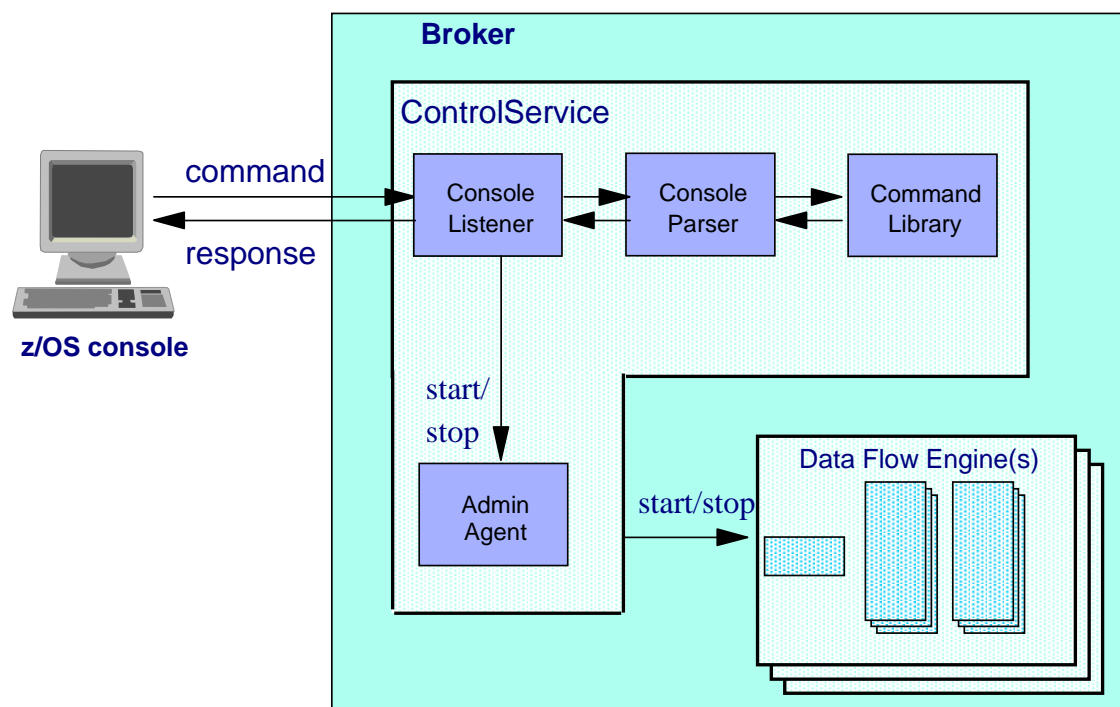 Broker
ControlService
command
response
z/OS console
Console
Listener
Console
Parser
Command
Library
start/
stop
Admin
Agent
start/stop
Data Flow Engine(s)